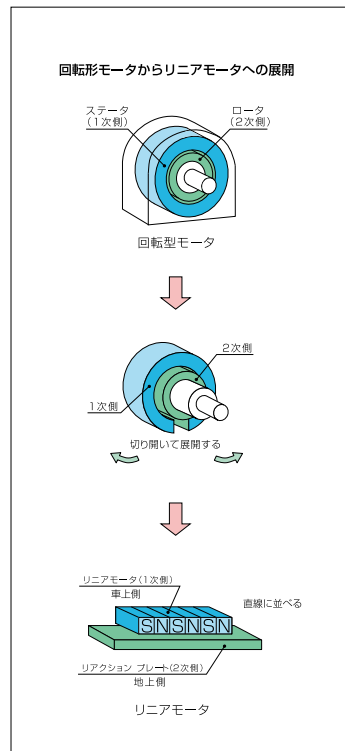 回転形モータからリニアモータへの展開
ステータ
(1次側)
ロータ
(2次側)
回転型モータ
2次側
1次側
切り開いて展開する
リニアモータ(1次側)
車上側
直線に並べる
SNSNSN
リアクション プレート(2次側)
地上側
リニアモータ